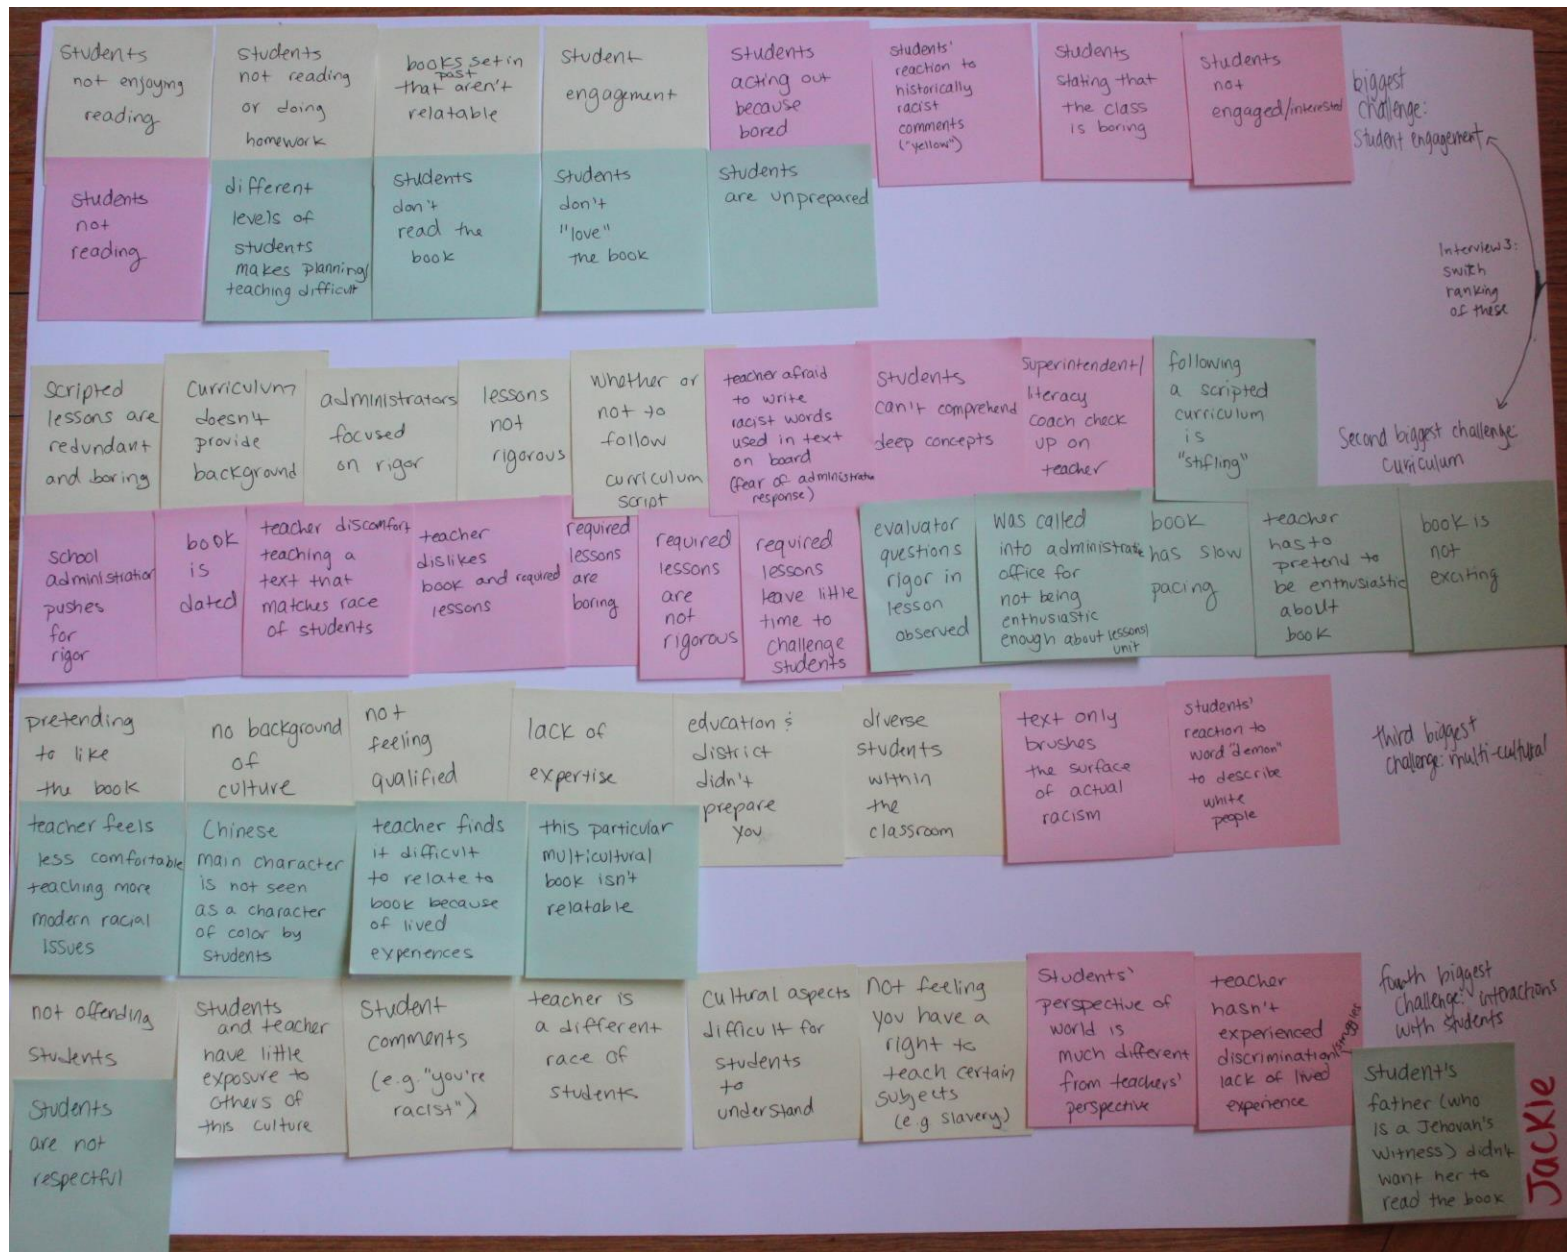 Students
not enjoying
reading
students
not reading
or doing
homework
books set in
past
that aren't
relatable
student
engagement
students
acting out
because
bored
students'
reaction to
historically
racist
comments
("yellow")
students
stating that
the class
is boring
students
not
engaged/interested
biggest
challenge:
Student engagement
students
not
reading
different
levels of
students
makes planning/
teaching difficult
students
don't
read the
book
students
don't
"love"
the book
students
are unprepared
Interview 3:
switch
ranking
of these
scripted
lessons are
redundant
and boring
curriculum
doesn't
provide
background
administrators
focused
on rigor
lessons
not
rigorous
whether or
not to
follow
curriculum
script
teacher afraid
to write
racist words
used in text
on board
(fear of administrative
response)
students
can't comprehend
deep concepts
superintendent/
literacy
coach check
up on
teacher
following
a scripted
curriculum
is
"stifling"
Second biggest challenge:
curriculum
school
administration
pushes
for
rigor
book
is
dated
teacher discomfort
teaching a
text that
matches race
of students
teacher
dislikes
book and required
lessons
required
lessons
are
boring
required
lessons
are
not
rigorous
required
lessons
leave little
time to
challenge
students
evaluator
questions
rigor in
lesson
observed
was called
into administrative
office for
not being
enthusiastic
enough about lessons/
unit
book
has slow
pacing
teacher
has to
pretend to
be enthusiastic
about
book
book is
not
exciting
pretending
to like
the book
no background
of
culture
not
feeling
qualified
lack of
expertise
education &
district
didn't
prepare
you
diverse
students
within
the
classroom
text only
brushes
the surface
of actual
racism
students'
reaction to
word "demon"
to describe
white
people
third biggest
challenge: multi-cultural
teacher feels
less comfortable
teaching more
modern racial
issues
Chinese
main character
is not seen
as a character
of color by
students
teacher finds
it difficult
to relate to
book because
of lived
experiences
this particular
multicultural
book isn't
relatable
not offending
students
students
and teacher
have little
exposure to
others of
this culture
student
comments
(e.g. "you're
racist")
teacher is
a different
race of
students
cultural aspects
difficult for
students
to
understand
not feeling
you have a
right to
teach certain
subjects
(e.g. slavery)
Students'
perspective of
world is
much different
from teachers'
perspective
teacher
hasn't
experienced
discrimination/struggles
lack of lived
experience
fourth biggest
challenge: interactions
with students
students
are not
respectful
student's
father (who
is a Jehovah's
Witness) didn't
want her to
read the book
Jackie